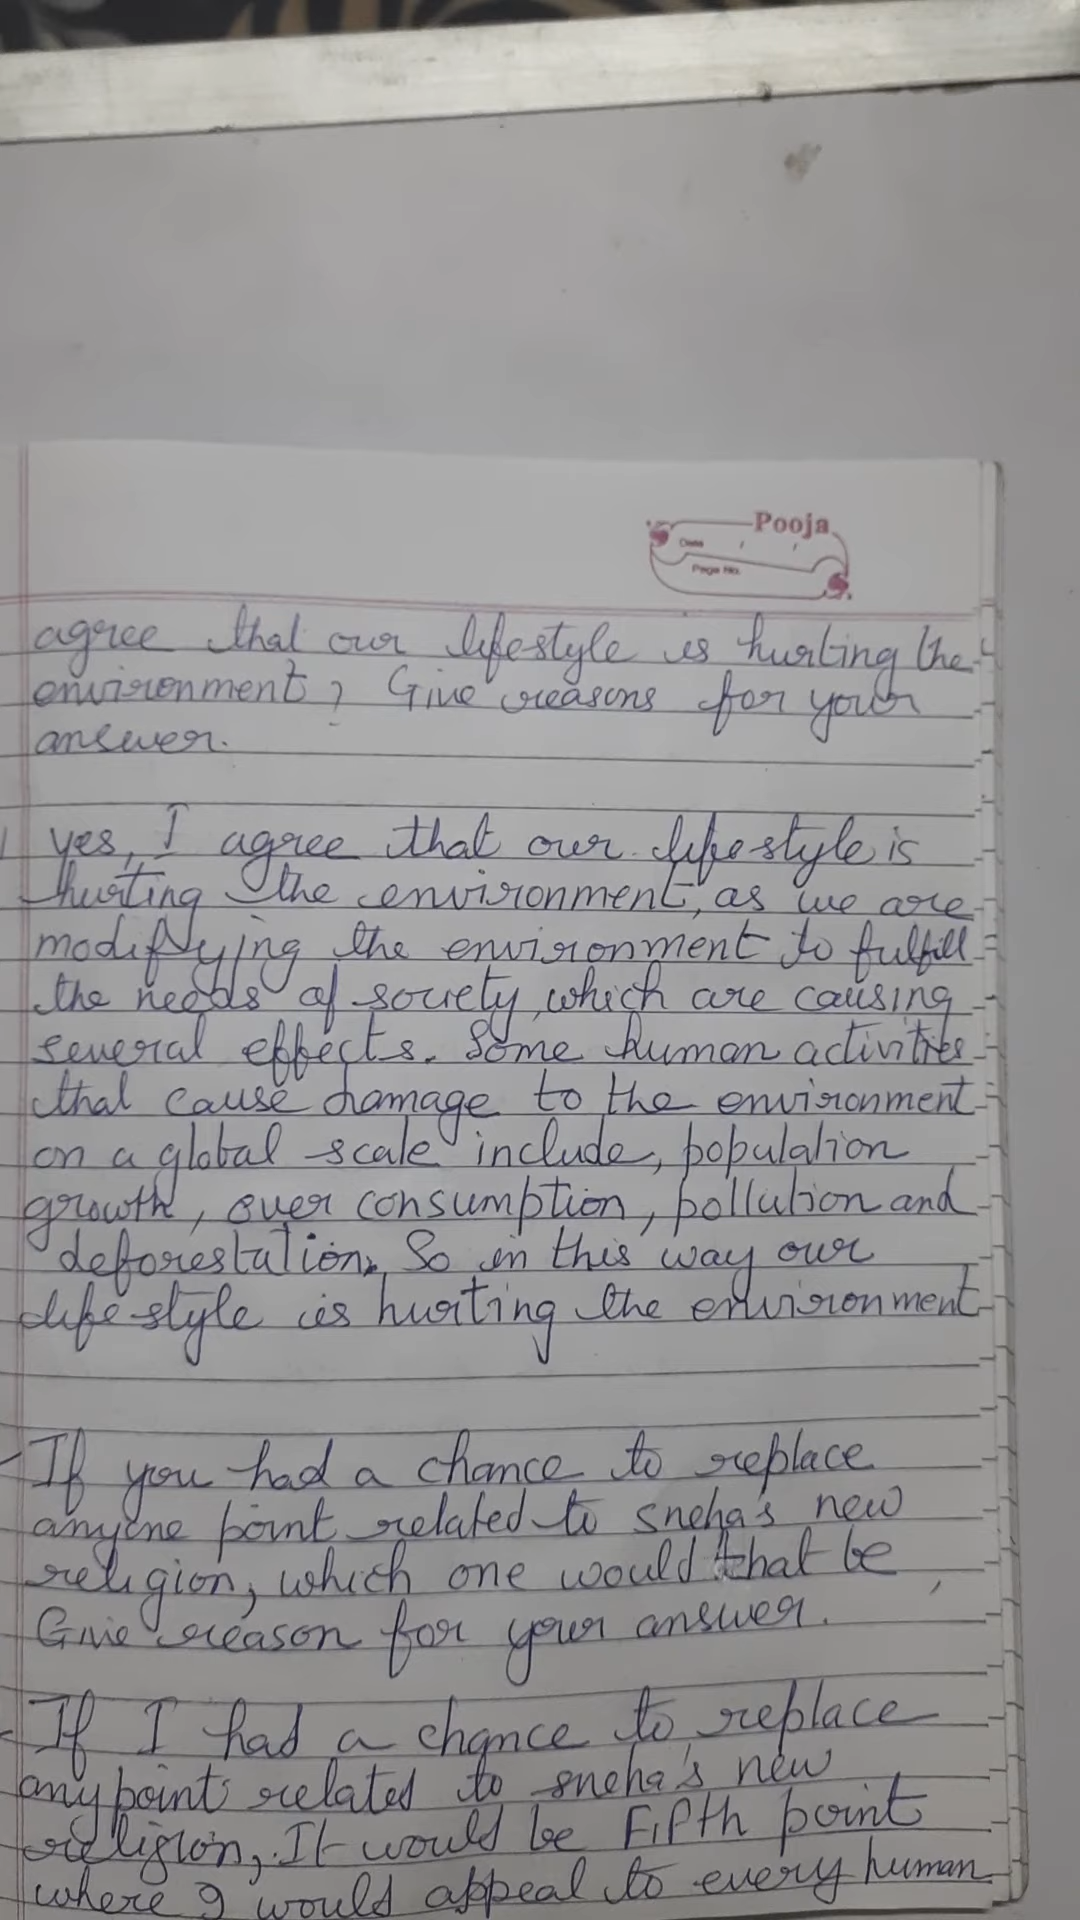 Pooja
Date / /
Page No.
agree that our lifestyle is hurting the
environment? Give reasons for your
answer.
yes, I agree that our lifestyle is
hurting the environment, as we are
modifying the environment to fulfill
the needs of society, which are causing
several effects. Some human activities
that cause damage to the environment
on a global scale include, population
growth, over consumption, pollution and
deforestation. So in this way our
life style is hurting the environment
If you had a chance to replace
anyone point related to sneha's new
religion, which one would that be
Give reason for your answer.
If I had a chance to replace
any point related to sneha's new
religion, It would be Fifth point
where I would appeal to every human